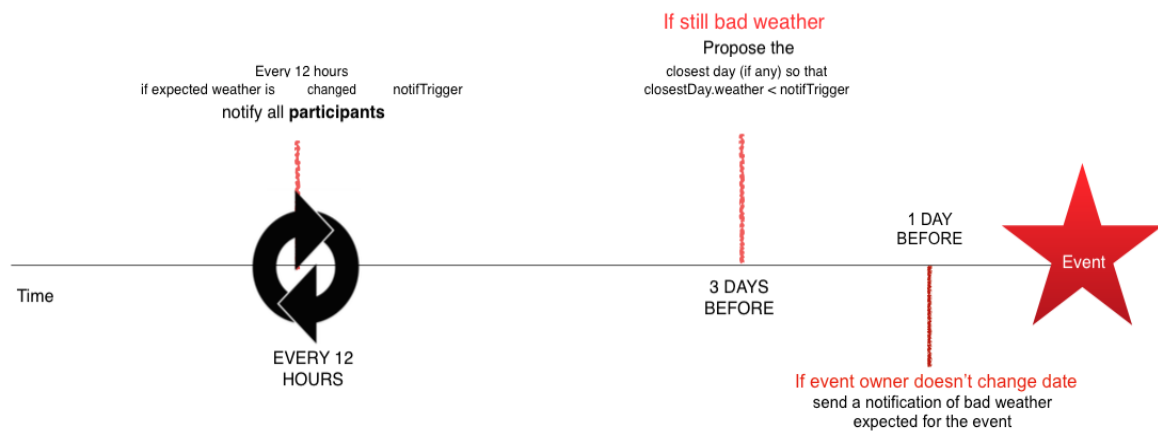 If still bad weather
Propose the
closest day (if any) so that
closestDay.weather < notifTrigger
Every 12 hours
if expected weather is changed notifTrigger
notify all participants
1 DAY
BEFORE
Event
Time
3 DAYS
BEFORE
EVERY 12
HOURS
If event owner doesn't change date
send a notification of bad weather
expected for the event